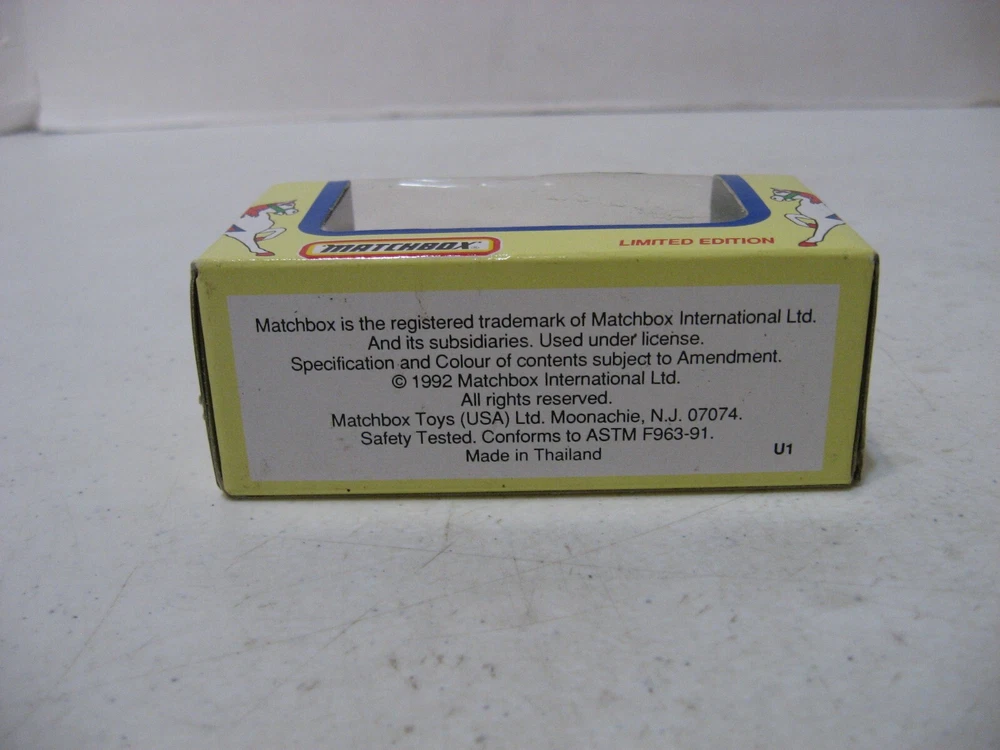 MATCHBOX
LIMITED EDITION
Matchbox is the registered trademark of Matchbox International Ltd.
And its subsidiaries. Used under license.
Specification and Colour of contents subject to Amendment.
© 1992 Matchbox International Ltd.
All rights reserved.
Matchbox Toys (USA) Ltd. Moonachie, N.J. 07074.
Safety Tested. Conforms to ASTM F963-91.
Made in Thailand
U1